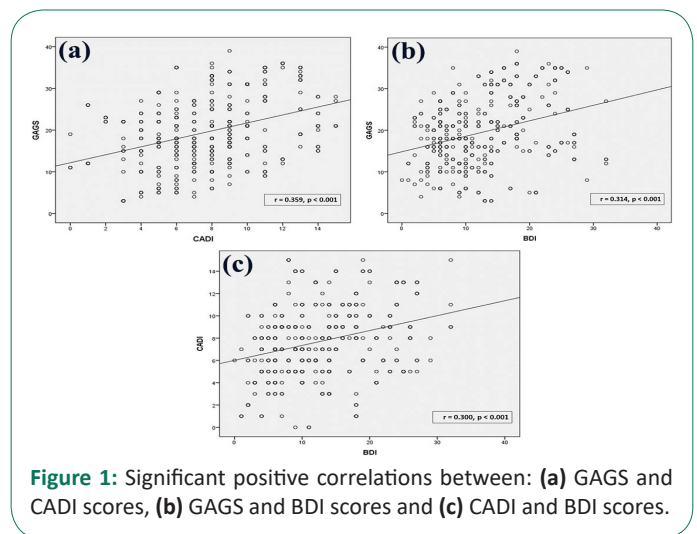 (a)
40
30
20
10
0
GAGS
0 2 4 6 8 10 12 14
CADI
r = 0.359, p < 0.001
(b)
40
30
20
10
0
GAGS
0 10 20 30 40
BDI
r = 0.314, p < 0.001
(c)
14
12
10
8
6
4
2
0
CADI
0 10 20 30 40
BDI
r = 0.300, p < 0.001
Figure 1: Significant positive correlations between: (a) GAGS and
CADI scores, (b) GAGS and BDI scores and (c) CADI and BDI scores.